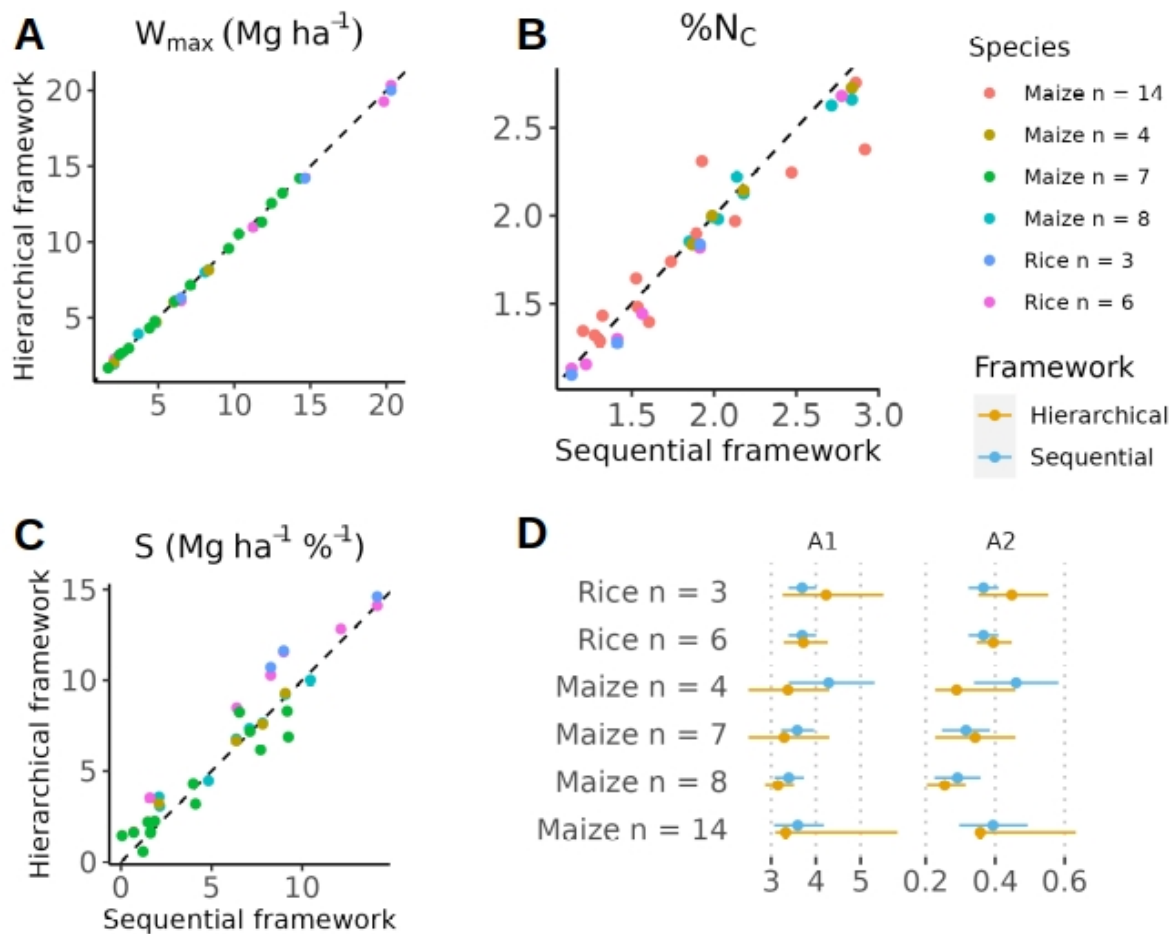 A
W_max (Mg ha⁻¹)
Hierarchical framework
20
15
10
5
5 10 15 20
B
%N_C
2.5
2.0
1.5
1.5 2.0 2.5 3.0
Sequential framework
Species
Maize n = 14
Maize n = 4
Maize n = 7
Maize n = 8
Rice n = 3
Rice n = 6
Framework
Hierarchical
Sequential
C
S (Mg ha⁻¹ %⁻¹)
Hierarchical framework
15
10
5
0
0 5 10
Sequential framework
D
A1 A2
Rice n = 3
Rice n = 6
Maize n = 4
Maize n = 7
Maize n = 8
Maize n = 14
3 4 5 0.2 0.4 0.6